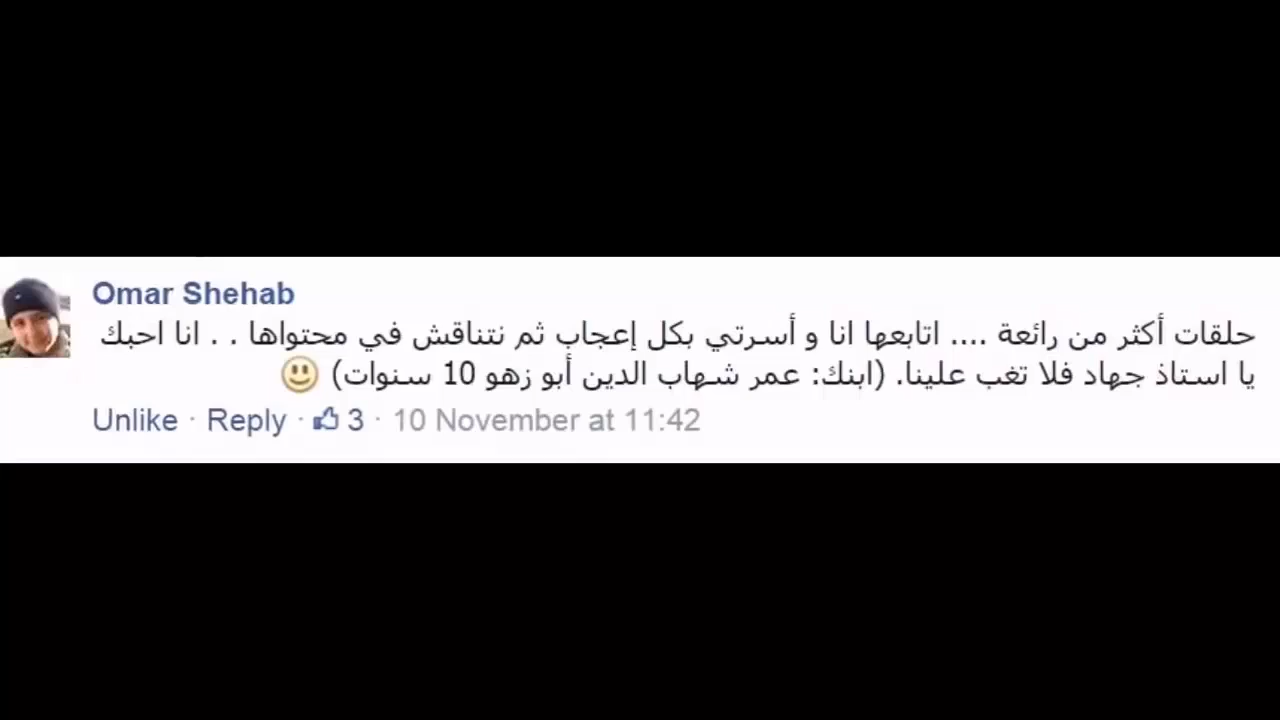 Omar Shehab
حلقات أكثر من رائعة .... اتابعها انا و أسرتي بكل إعجاب ثم نتناقش في محتواها . . انا احبك
يا استاذ جهاد فلا تغب علينا. (ابنك: عمر شهاب الدين أبو زهو 10 سنوات)
Unlike · Reply · 3 · 10 November at 11:42